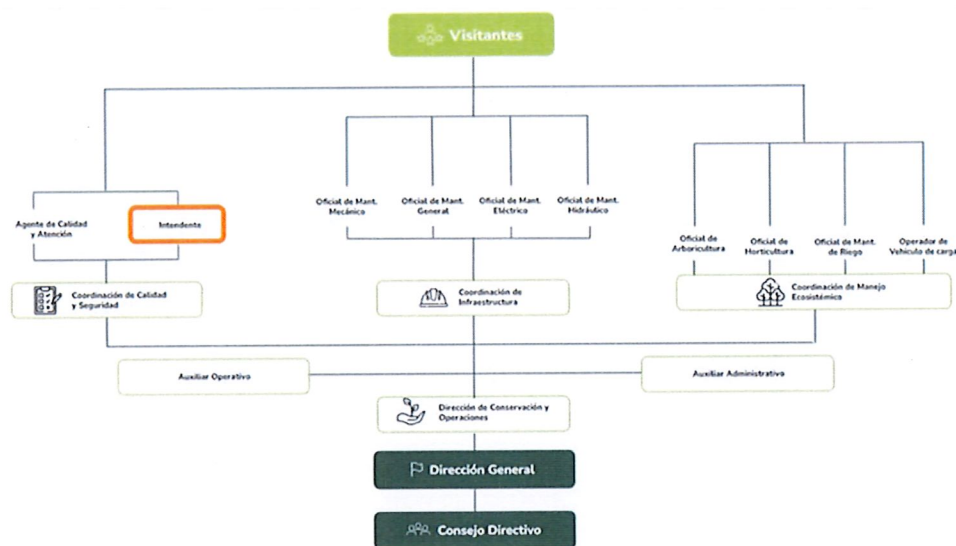 Visitantes
Agente de Calidad
y Atención
Intendente
Oficial de Mant.
Mecánico
Oficial de Mant.
General
Oficial de Mant.
Eléctrico
Oficial de Mant.
Hidráulico
Oficial de
Arboricultura
Oficial de
Horticultura
Oficial de Mant.
de Riego
Operador de
Vehículo de carga
Coordinación de Calidad
y Seguridad
Coordinación de
Infraestructura
Coordinación de Manejo
Ecosistémico
Auxiliar Operativo
Auxiliar Administrativo
Dirección de Conservación y
Operaciones
Dirección General
Consejo Directivo